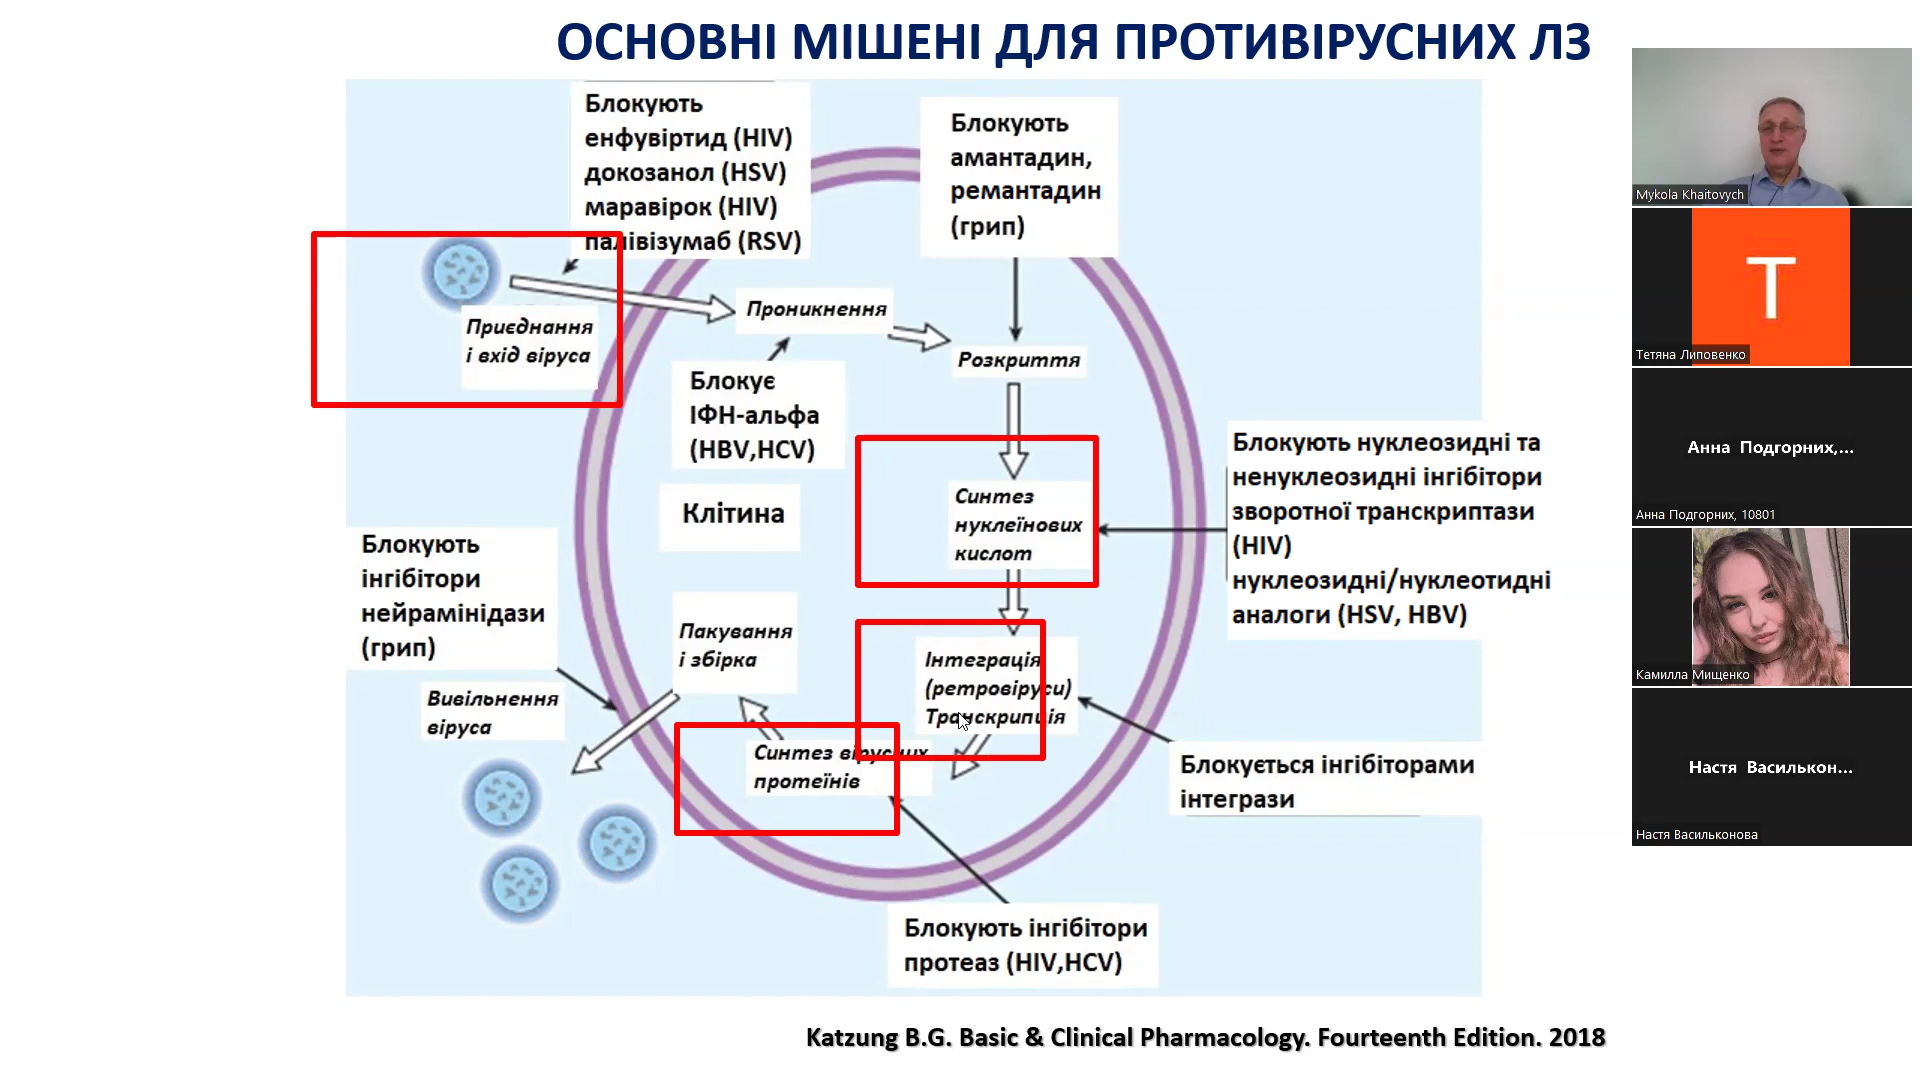 ОСНОВНІ МІШЕНІ ДЛЯ ПРОТИВІРУСНИХ ЛЗ
Блокують
енфувіртид (HIV)
докозанол (HSV)
маравірок (HIV)
палівізумаб (RSV)
Блокують
амантадин,
ремантадин
(грип)
Приєднання
і вхід віруса
Проникнення
Розкриття
Блокує
ІФН-альфа
(HBV,HCV)
Клітина
Синтез
нуклеїнових
кислот
Блокують нуклеозидні та
ненуклеозидні інгібітори
зворотної транскриптази
(HIV)
нуклеозидні/нуклеотидні
аналоги (HSV, HBV)
Блокують
інгібітори
нейрамінідази
(грип)
Пакування
і збірка
Інтеграція
(ретровіруси)
Транскрипція
Вивільнення
віруса
Синтез вірусних
протеїнів
Блокується інгібіторами
інтегрази
Блокують інгібітори
протеаз (HIV,HCV)
Katzung B.G. Basic & Clinical Pharmacology. Fourteenth Edition. 2018
Mykola Khaitovych
T
Тетяна Липовенко
Анна Подгорних,...
Анна Подгорних, 10801
Камилла Мищенко
Настя Василькон...
Настя Васильконова